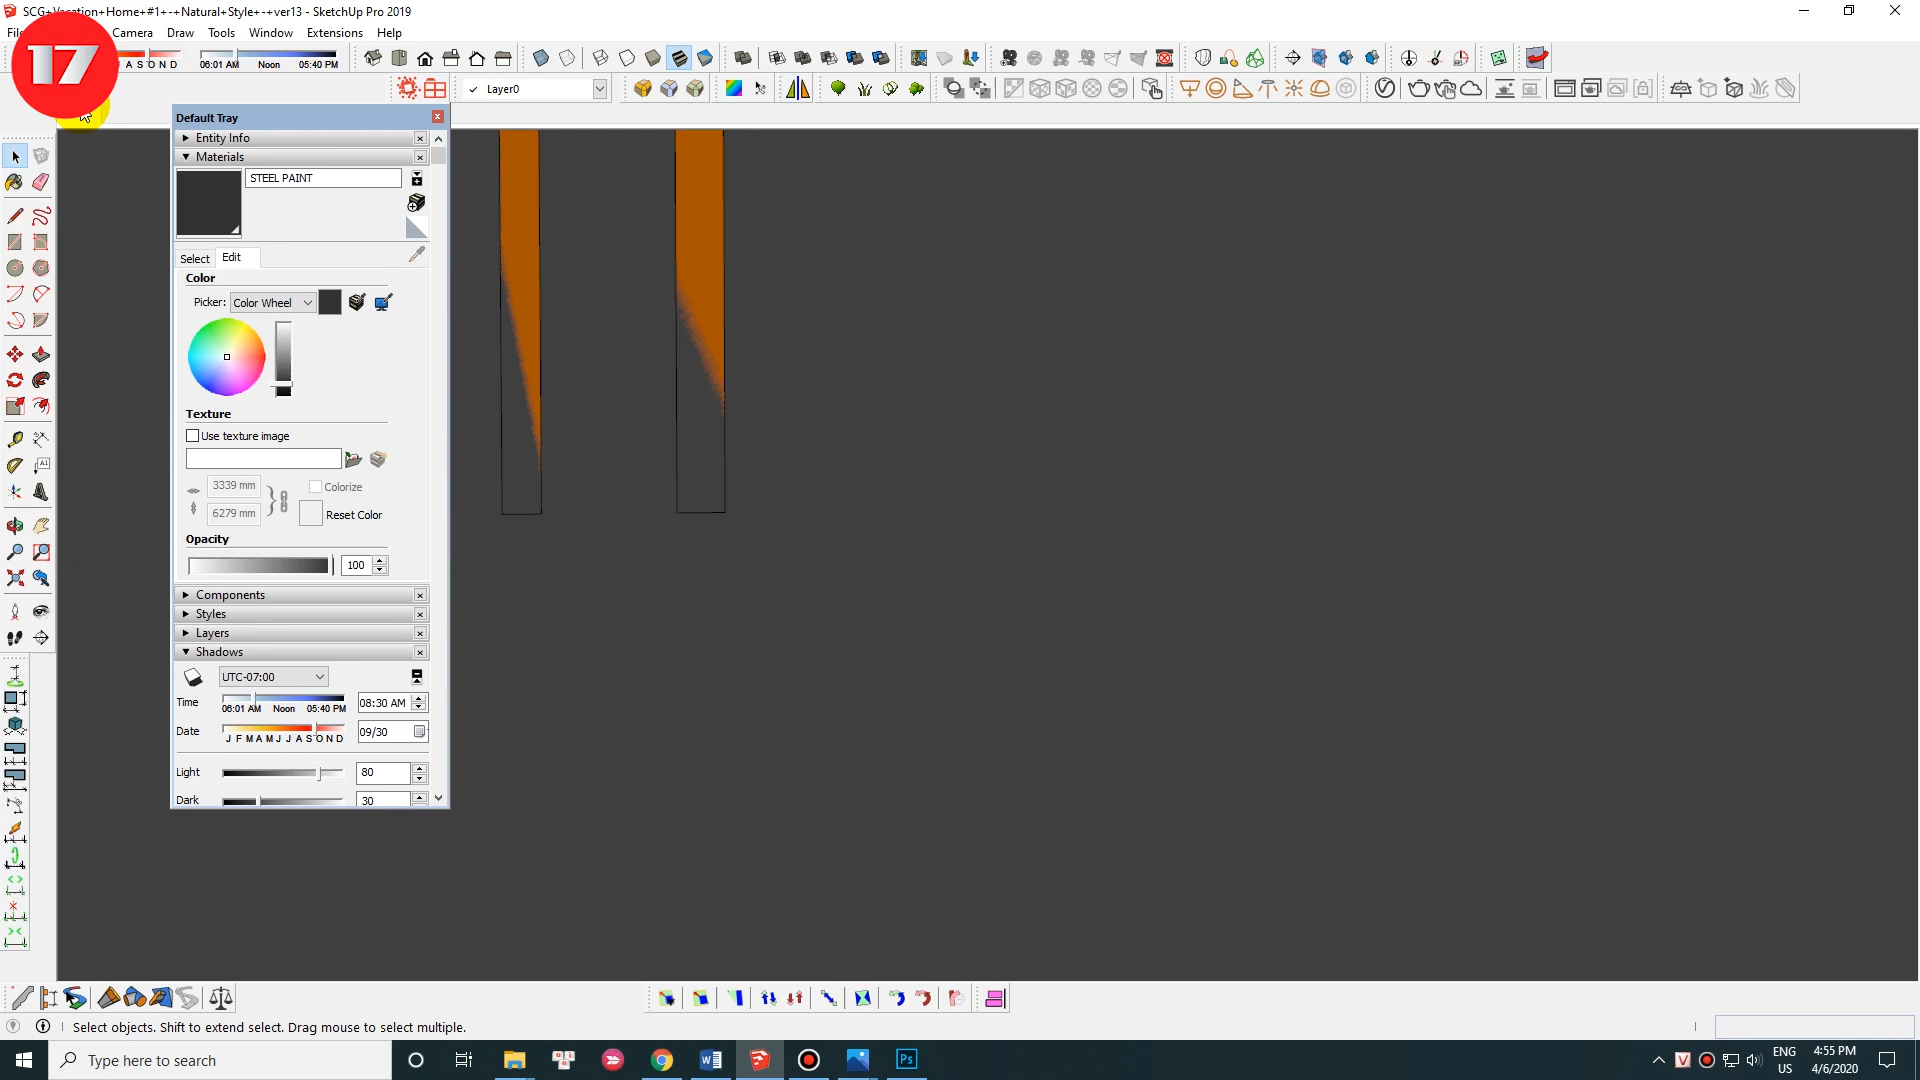 SCG+Vacation+Home+#1+-+Natural+Style+-+ver13 - SketchUp Pro 2019
Camera Draw Tools Window Extensions Help
17
A S O N D 06:01 AM Noon 05:40 PM
Layer0
Default Tray
Entity Info
Materials
STEEL PAINT
Select Edit
Color
Picker: Color Wheel
Texture
Use texture image
3339 mm
Colorize
6279 mm
Reset Color
Opacity
100
Components
Styles
Layers
Shadows
UTC-07:00
Time 06:01 AM Noon 05:40 PM 08:30 AM
Date J F M A M J J A S O N D 09/30
Light 80
Dark 30
Select objects. Shift to extend select. Drag mouse to select multiple.
Type here to search
ENG
US
4:55 PM
4/6/2020